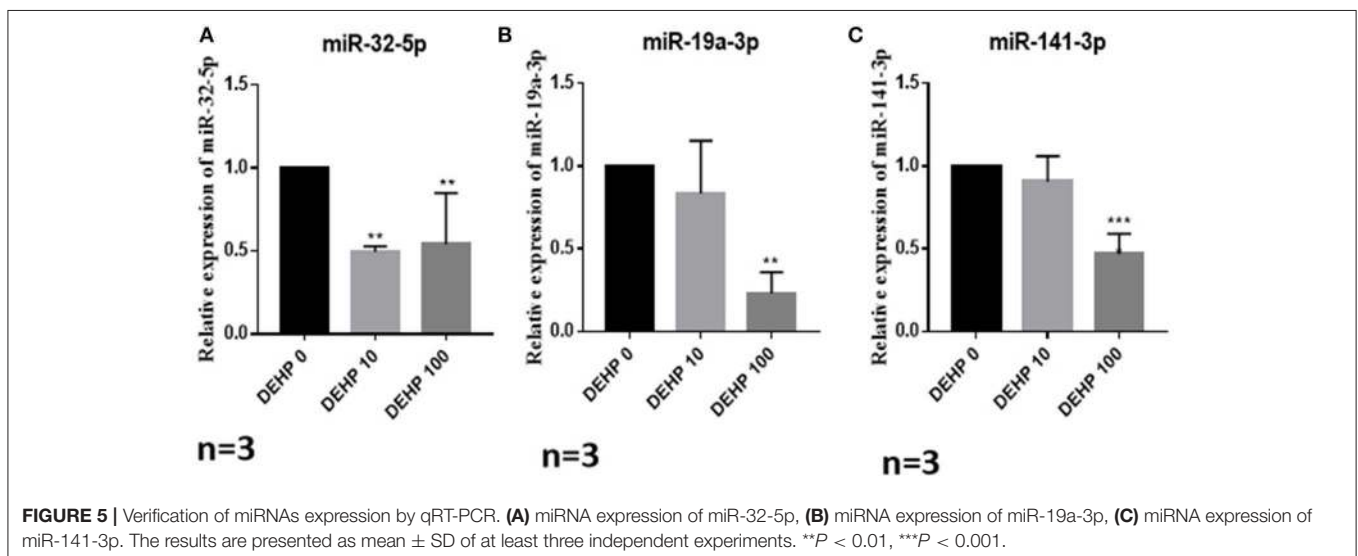 A
miR-32-5p
Relative expression of miR-32-5p
1.5
1.0
0.5
0.0
**
**
DEHP 0
DEHP 10
DEHP 100
n=3
B
miR-19a-3p
Relative expression of miR-19a-3p
1.5
1.0
0.5
0.0
**
DEHP 0
DEHP 10
DEHP 100
n=3
C
miR-141-3p
Relative expression of miR-141-3p
1.5
1.0
0.5
0.0
***
DEHP 0
DEHP 10
DEHP 100
n=3
FIGURE 5 | Verification of miRNAs expression by qRT-PCR. (A) miRNA expression of miR-32-5p, (B) miRNA expression of miR-19a-3p, (C) miRNA expression of
miR-141-3p. The results are presented as mean ± SD of at least three independent experiments. **P < 0.01, ***P < 0.001.